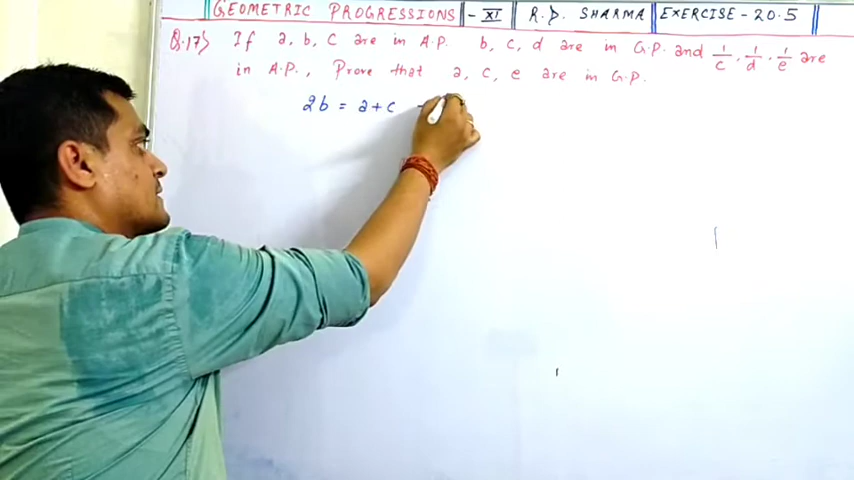 GEOMETRIC PROGRESSIONS - XI R.D. SHARMA EXERCISE - 20.5
Q.17> If a, b, c are in A.P. b, c, d are in G.P. and 1/c, 1/d, 1/e are
in A.P., Prove that a, c, e are in G.P.
2b = a+c -